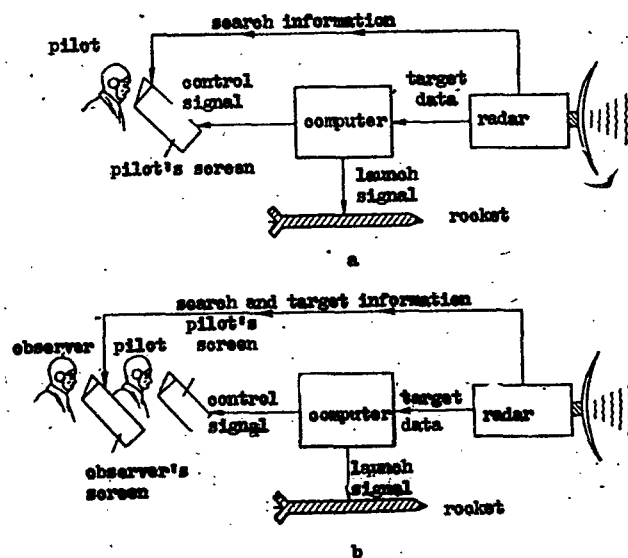 search information
pilot
control
signal
target
data
computer
radar
pilot's screen
launch
signal
rocket
a
search and target information
pilot's
screen
observer
pilot
control
signal
computer
target
data
radar
observer's
screen
launch
signal
rocket
b